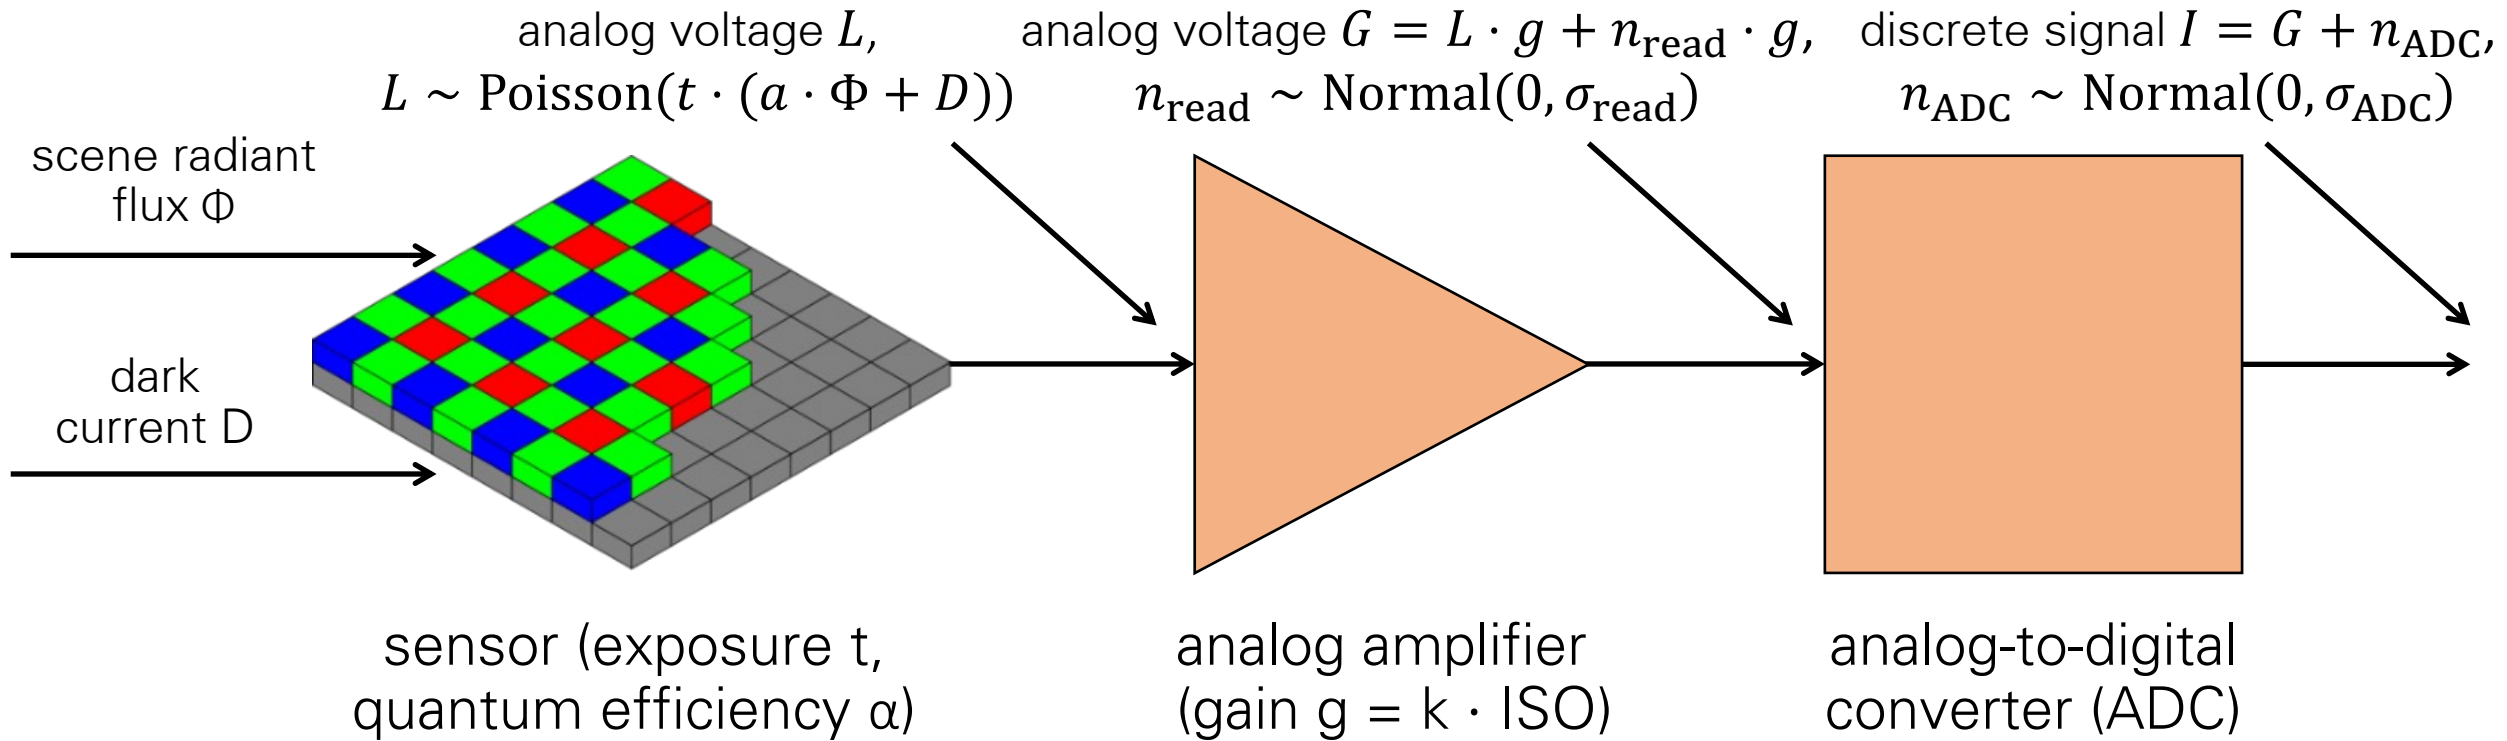 analog voltage L,
L ~ Poisson(t · (a · Φ + D))
analog voltage G = L · g + n_read · g,
n_read ~ Normal(0, σ_read)
discrete signal I = G + n_ADC,
n_ADC ~ Normal(0, σ_ADC)
scene radiant
flux Φ
dark
current D
sensor (exposure t,
quantum efficiency α)
analog amplifier
(gain g = k · ISO)
analog-to-digital
converter (ADC)